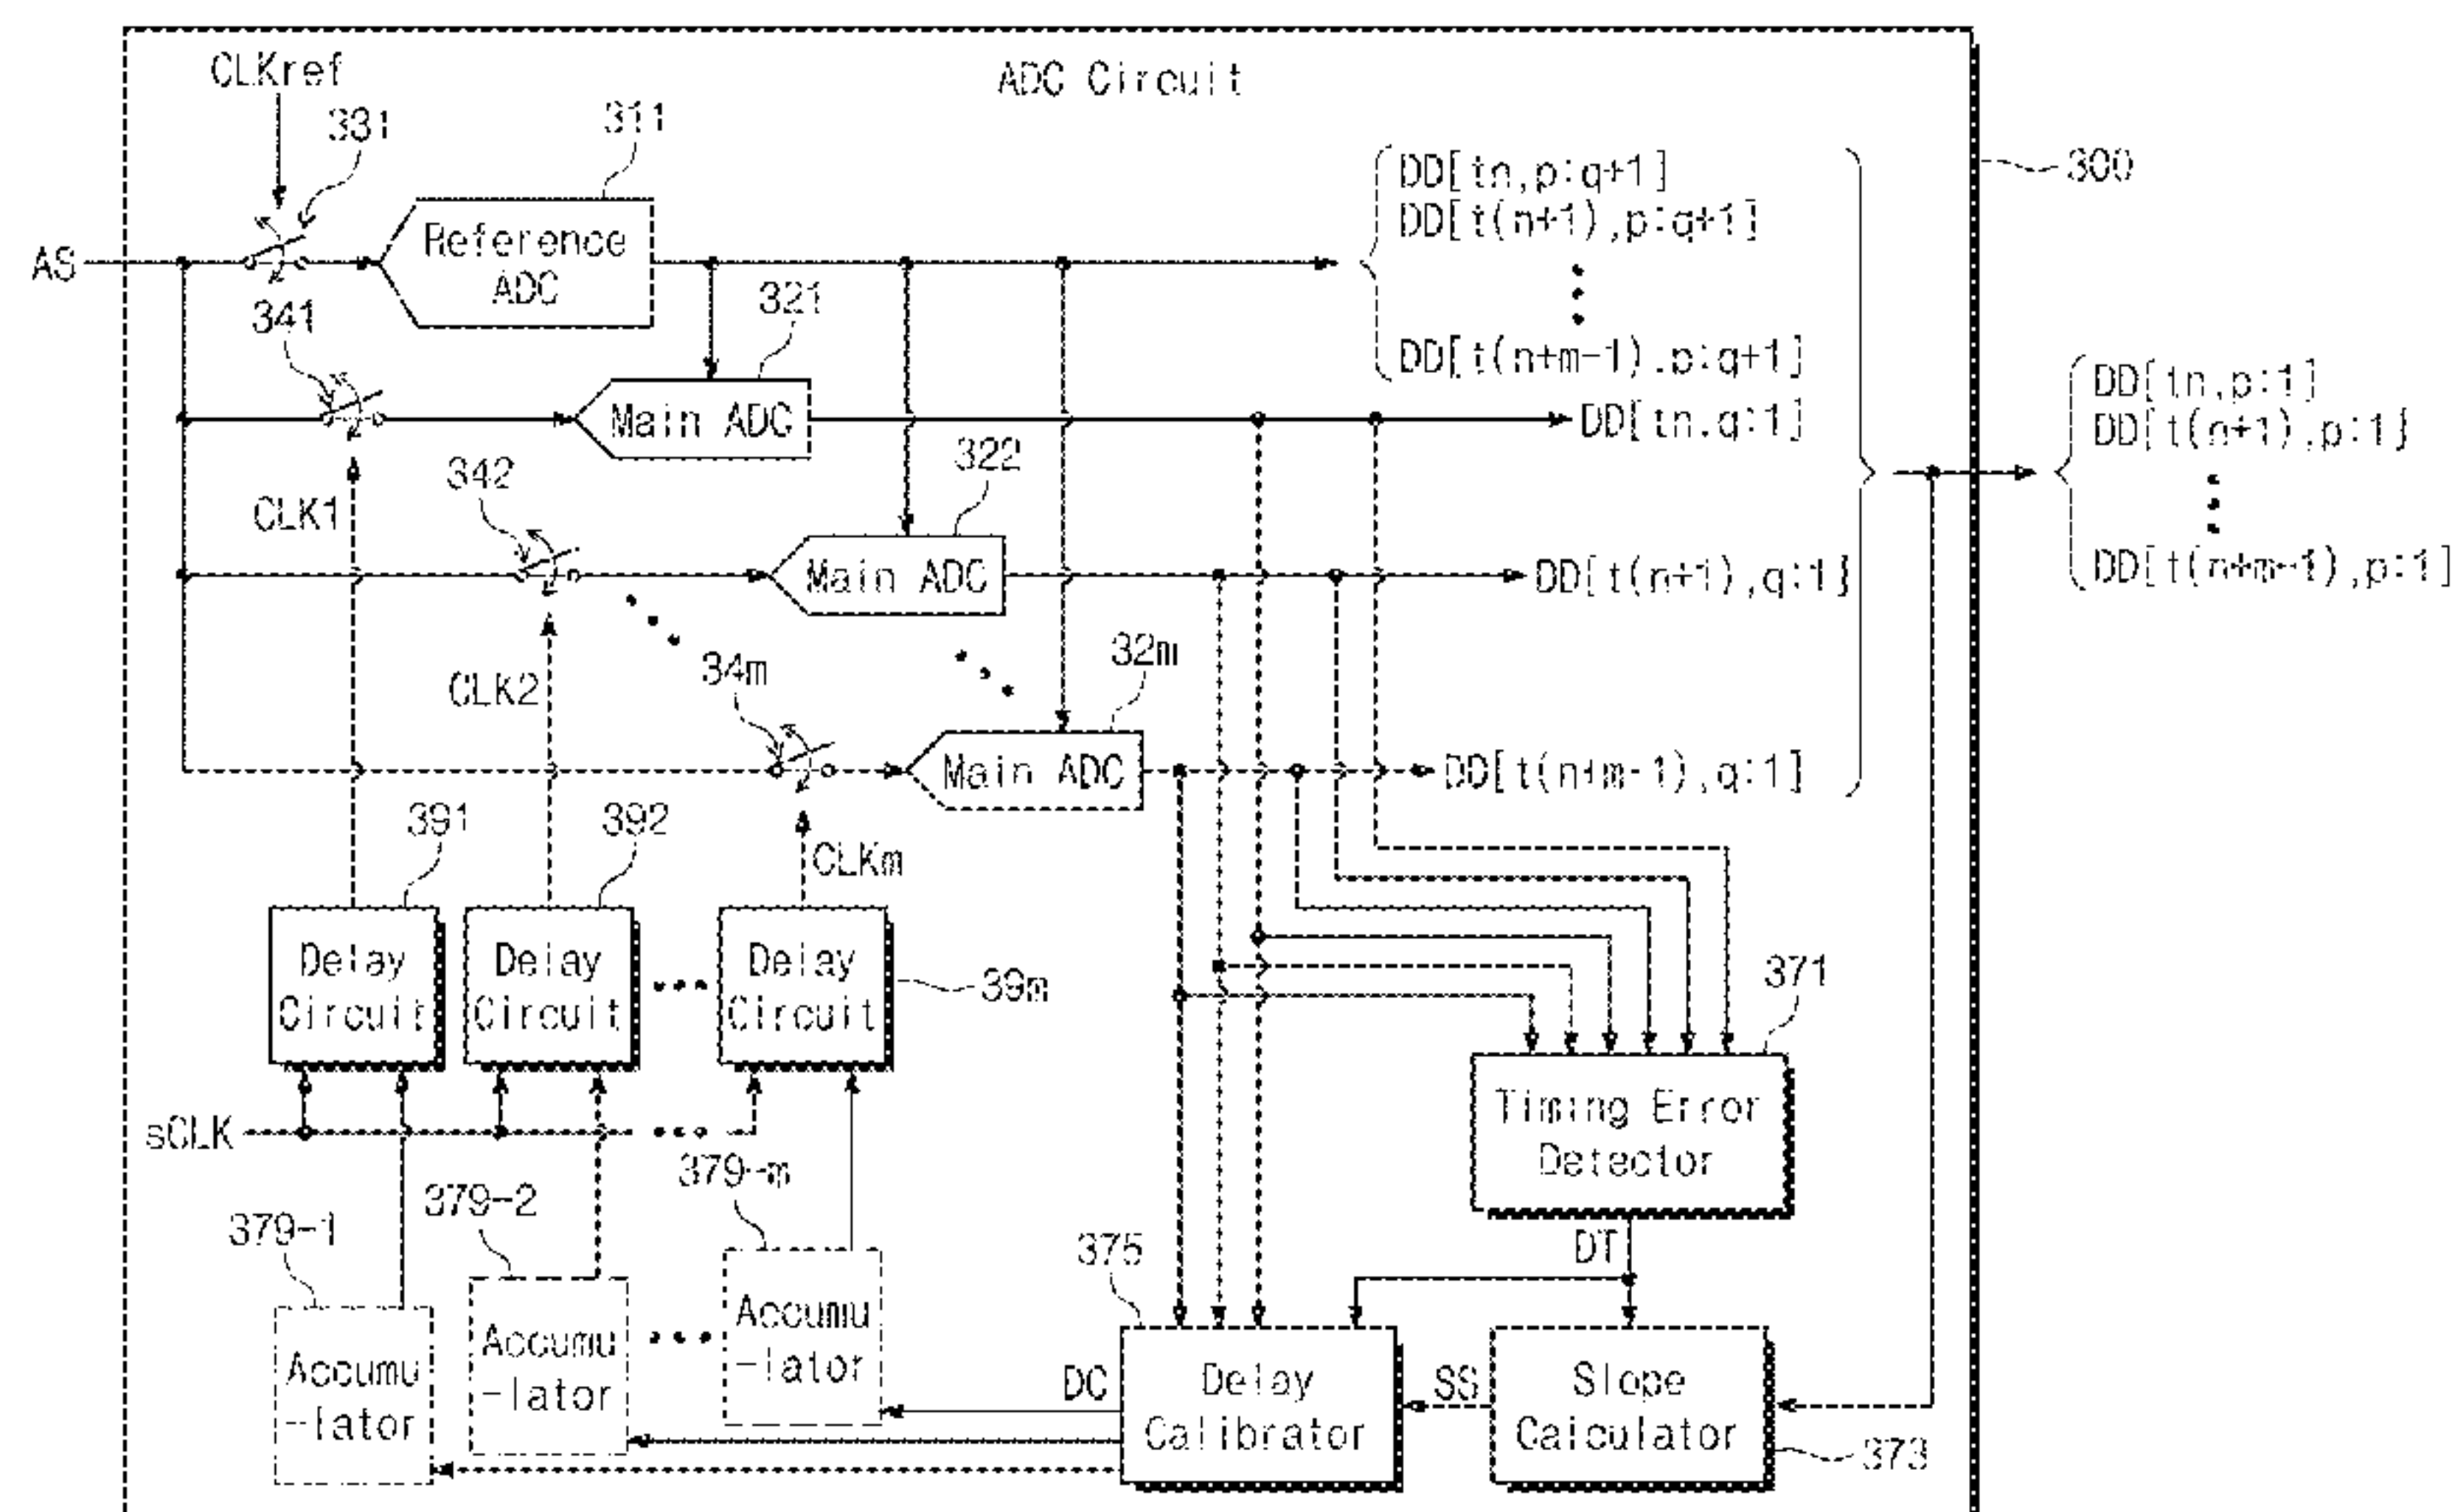 ADC Circuit
CLKref
331
311
300
AS
Reference
ADC
DD[tn,p:q+1]
DD[t(n+1),p:q+1]
DD[t(n+m-1),p:q+1]
341
321
Main ADC
DD[tn,q:1]
DD[tn,p:1]
DD[t(n+1),p:1]
DD[t(n+m-1),p:1]
CLK1
342
322
Main ADC
DD[t(n+1),q:1]
CLK2
34m
32m
Main ADC
DD[t(n+m-1),q:1]
391
392
CLKm
Delay
Circuit
Delay
Circuit
Delay
Circuit
39m
371
sCLK
Timing Error
Detector
379-1
379-2
379-m
375
DT
Accumu
-lator
Accumu
-lator
Accumu
-lator
DC
Delay
Calibrator
SS
Slope
Calculator
373